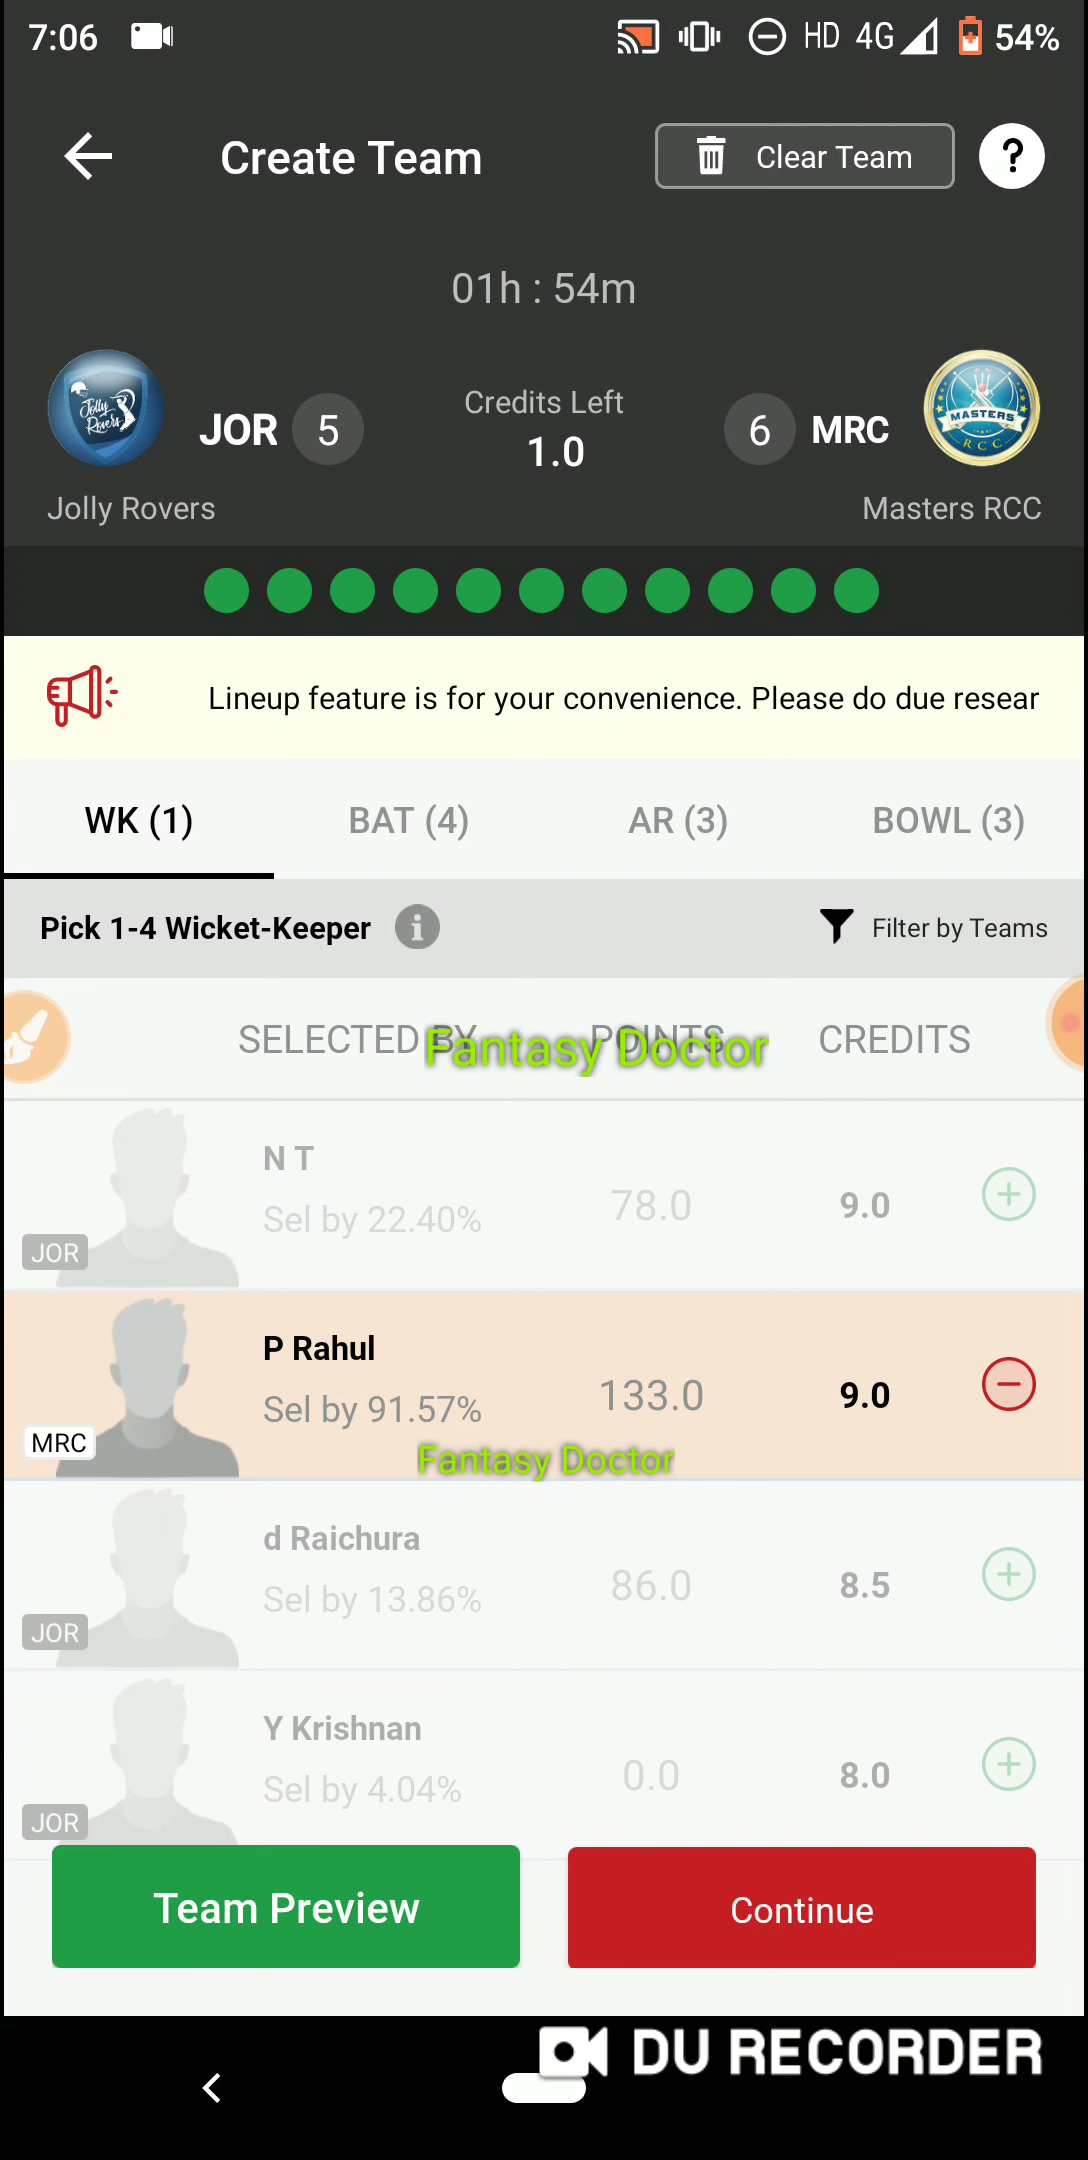 7:06 HD 4G 54%
Create Team Clear Team ?
01h : 54m
Jolly Rovers JOR 5 Credits Left 6 MRC MASTERS RCC
1.0
Jolly Rovers Masters RCC
Lineup feature is for your convenience. Please do due resear
WK (1) BAT (4) AR (3) BOWL (3)
Pick 1-4 Wicket-Keeper i Filter by Teams
SELECTED BY POINTS CREDITS
Fantasy Doctor
N T
Sel by 22.40% 78.0 9.0
JOR
P Rahul
Sel by 91.57% 133.0 9.0
MRC
Fantasy Doctor
d Raichura
Sel by 13.86% 86.0 8.5
JOR
Y Krishnan
Sel by 4.04% 0.0 8.0
JOR
Team Preview Continue
DU RECORDER